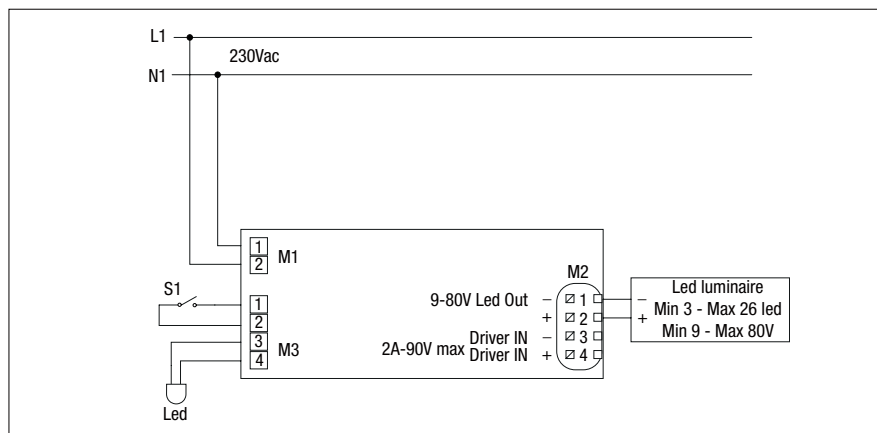 L1
230Vac
N1
1
2
M1
S1
1
2
3
4
M3
Led
M2
9-80V Led Out
−
+
Driver IN −
2A-90V max
Driver IN +
1
2
3
4
−
+
Led luminaire
Min 3 - Max 26 led
Min 9 - Max 80V